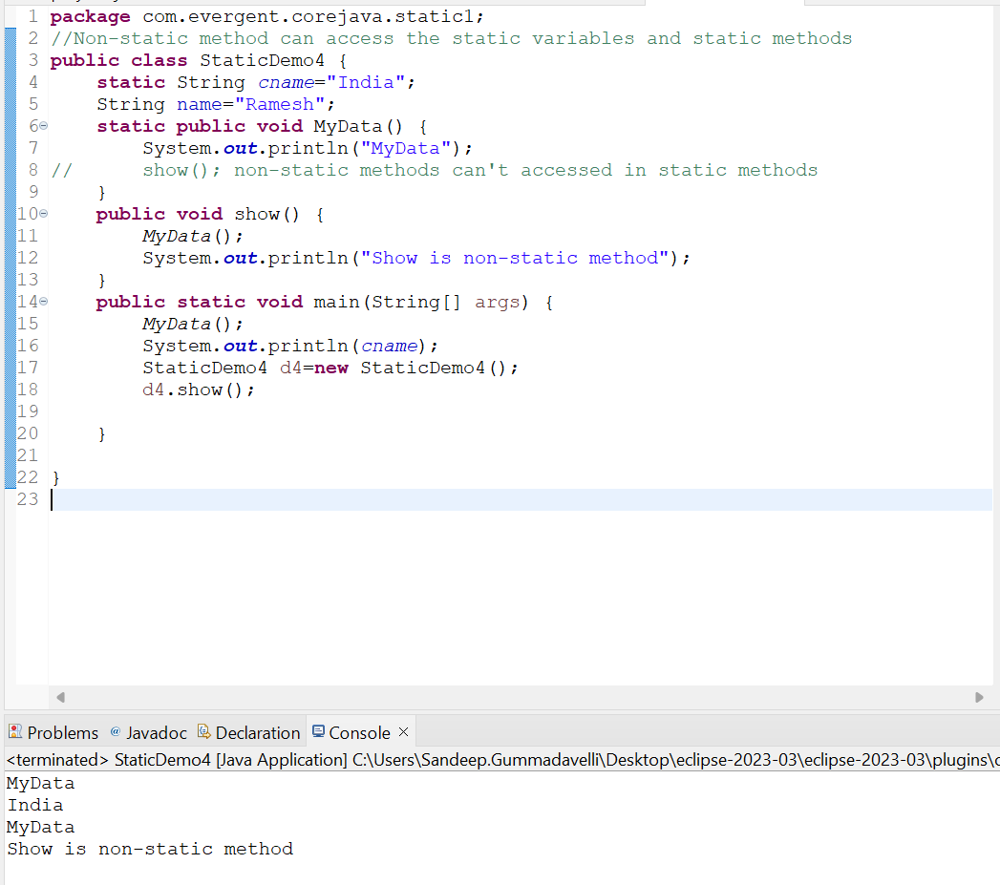 1 package com.evergent.corejava.static1;
2 //Non-static method can access the static variables and static methods
3 public class StaticDemo4 {
4     static String cname="India";
5     String name="Ramesh";
6     static public void MyData() {
7         System.out.println("MyData");
8 //      show(); non-static methods can't accessed in static methods
9     }
10     public void show() {
11         MyData();
12         System.out.println("Show is non-static method");
13     }
14     public static void main(String[] args) {
15         MyData();
16         System.out.println(cname);
17         StaticDemo4 d4=new StaticDemo4();
18         d4.show();
19
20     }
21
22 }
23
Problems @ Javadoc Declaration Console ×
<terminated> StaticDemo4 [Java Application] C:\Users\Sandeep.Gummadavelli\Desktop\eclipse-2023-03\eclipse-2023-03\plugins\
MyData
India
MyData
Show is non-static method